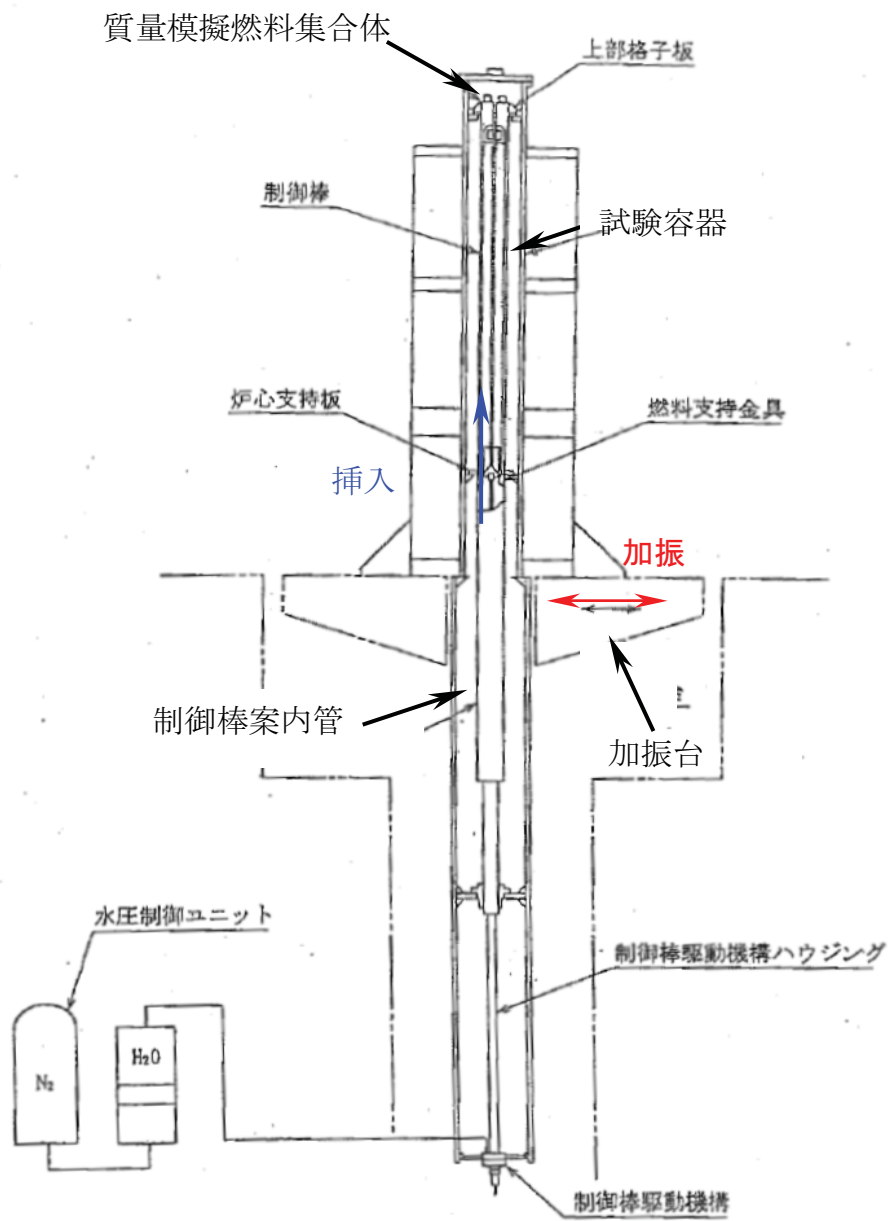 質量模擬燃料集合体
上部格子板
制御棒
試験容器
炉心支持板
燃料支持金具
挿入
加振
制御棒案内管
加振台
水圧制御ユニット
制御棒駆動機構ハウジング
H₂O
N₂
制御棒駆動機構